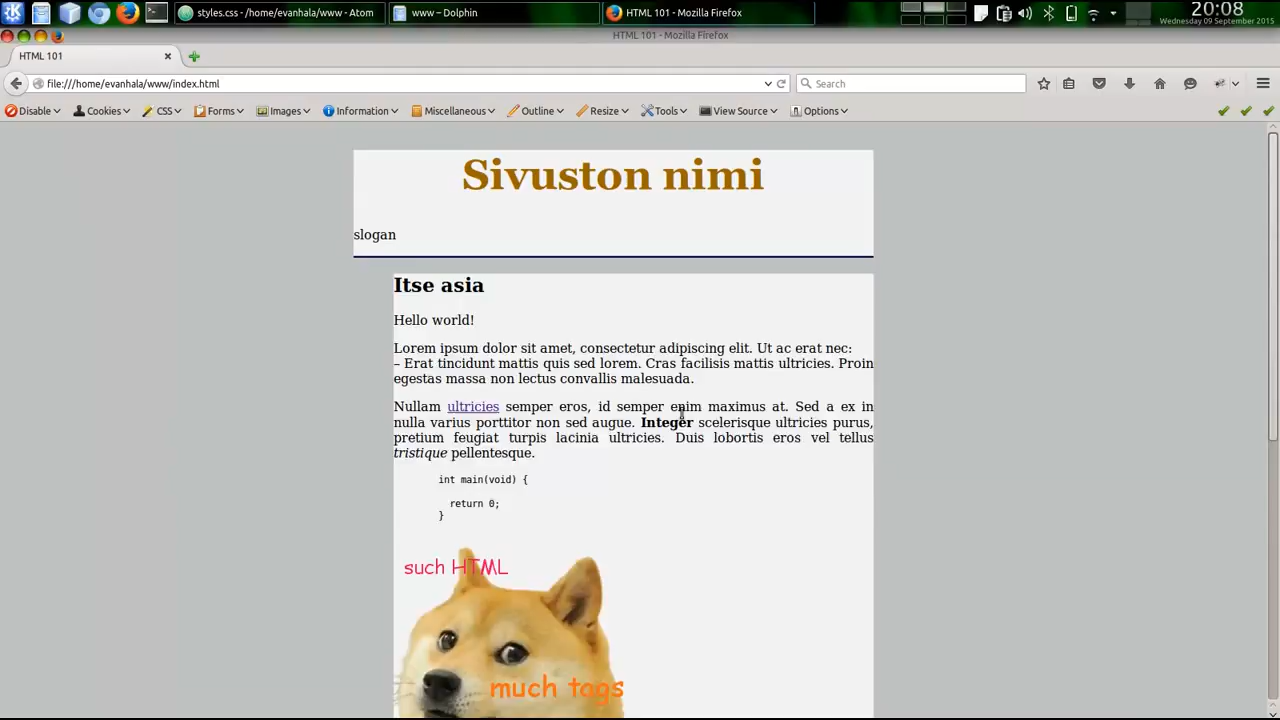 styles.css - /home/evanhala/www - Atom
www – Dolphin
HTML 101 - Mozilla Firefox
20:08
Wednesday 09 September 2015
HTML 101 - Mozilla Firefox
HTML 101
file:///home/evanhala/www/index.html
Search
Disable Cookies CSS Forms Images Information Miscellaneous Outline Resize Tools View Source Options
Sivuston nimi
slogan
Itse asia
Hello world!
Lorem ipsum dolor sit amet, consectetur adipiscing elit. Ut ac erat nec:
– Erat tincidunt mattis quis sed lorem. Cras facilisis mattis ultricies. Proin
egestas massa non lectus convallis malesuada.
Nullam ultricies semper eros, id semper enim maximus at. Sed a ex in
nulla varius porttitor non sed augue. Integer scelerisque ultricies purus,
pretium feugiat turpis lacinia ultricies. Duis lobortis eros vel tellus
tristique pellentesque.
int main(void) {
return 0;
}
such HTML
much tags